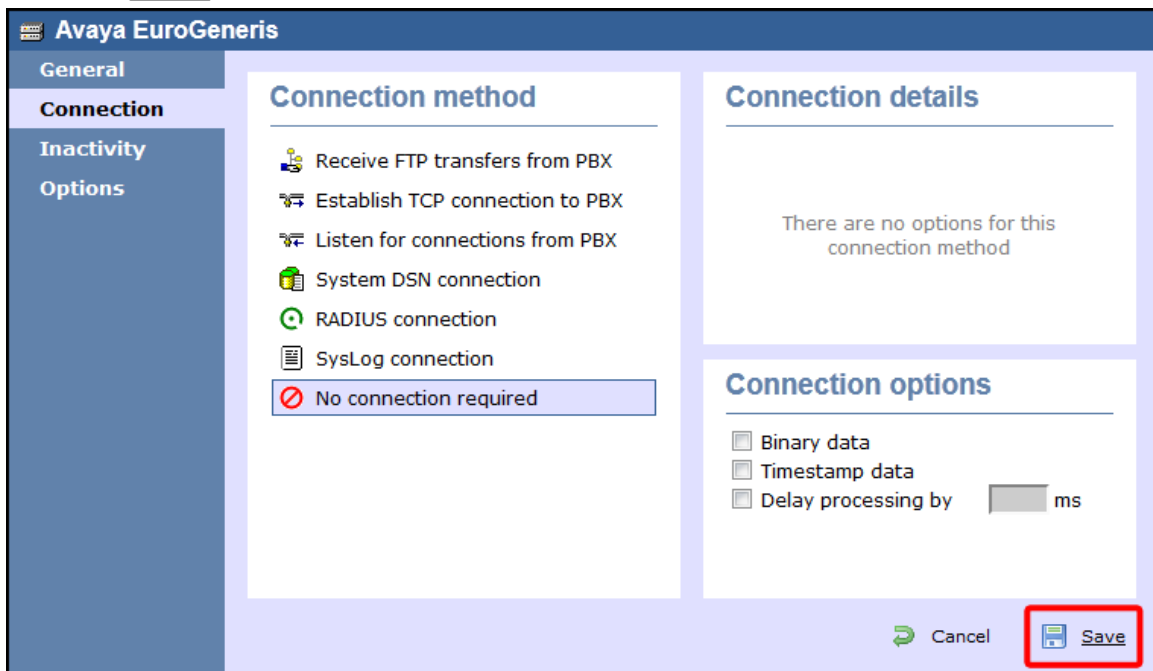 Avaya EuroGeneris
General
Connection
Inactivity
Options
Connection method
Receive FTP transfers from PBX
Establish TCP connection to PBX
Listen for connections from PBX
System DSN connection
RADIUS connection
SysLog connection
No connection required
Connection details
There are no options for this
connection method
Connection options
Binary data
Timestamp data
Delay processing by ms
Cancel Save